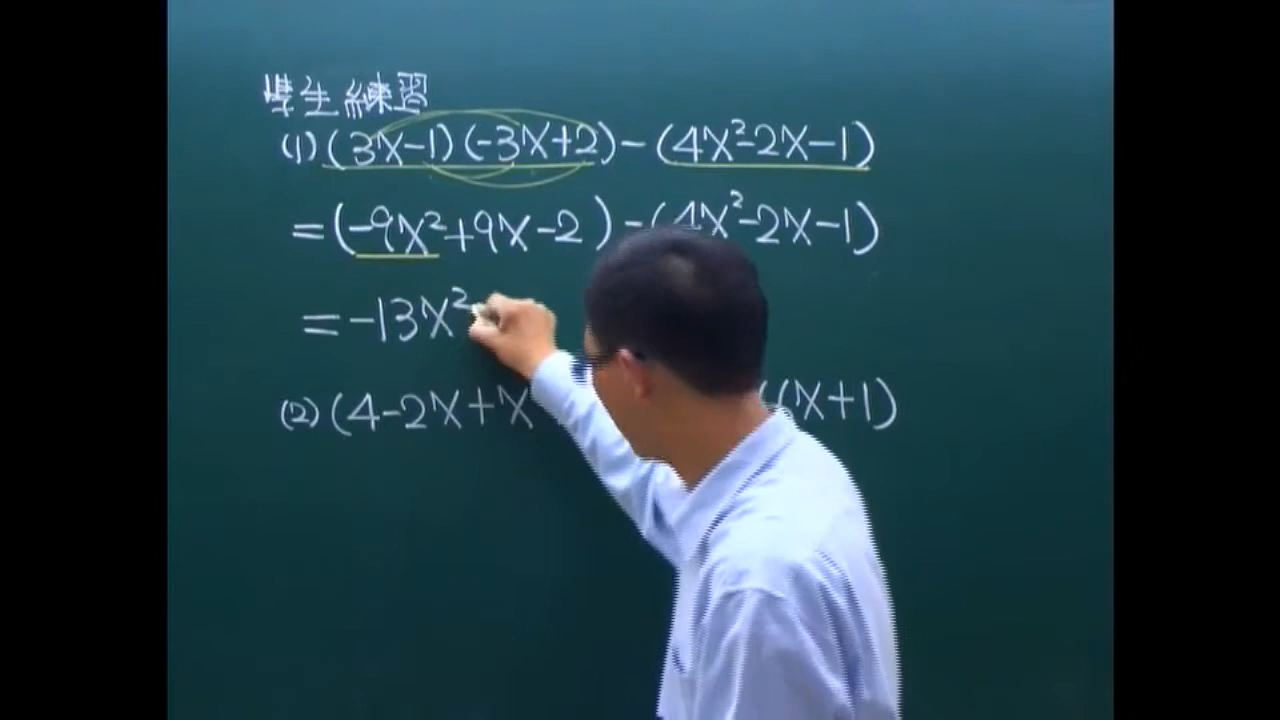 學生練習
(1) (3x-1)(-3x+2)-(4x²-2x-1)
=(-9x²+9x-2)-(4x²-2x-1)
=-13x²
(2) (4-2x+x (x+1)